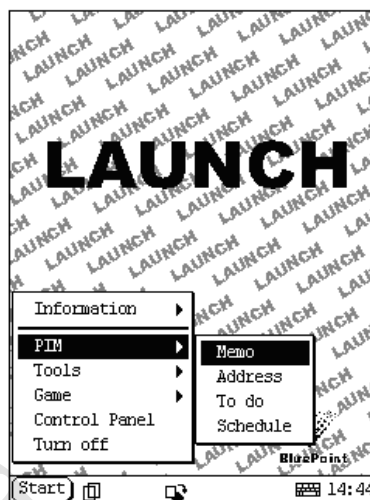 LAUNCH
Information
PIM
Tools
Game
Control Panel
Turn off
Memo
Address
To do
Schedule
BluePoint
Start
14:44